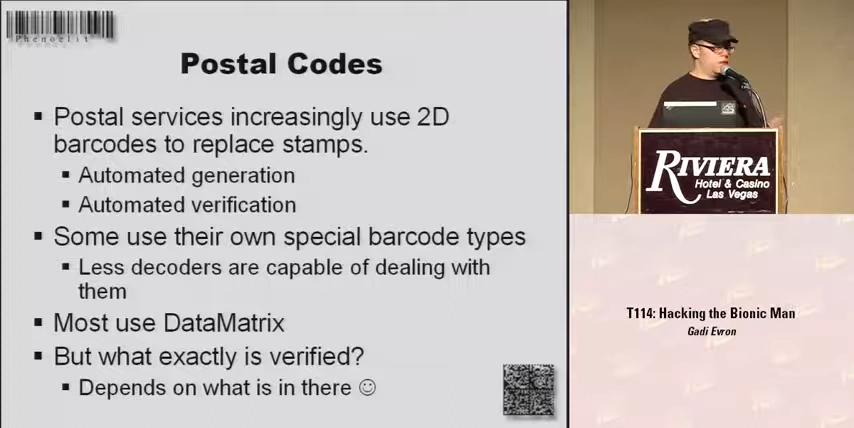 Phenoelit
Postal Codes
Postal services increasingly use 2D
barcodes to replace stamps.
Automated generation
Automated verification
Some use their own special barcode types
Less decoders are capable of dealing with
them
Most use DataMatrix
But what exactly is verified?
Depends on what is in there ☺
RIVIERA
Hotel & Casino
Las Vegas
T114: Hacking the Bionic Man
Gadi Evron